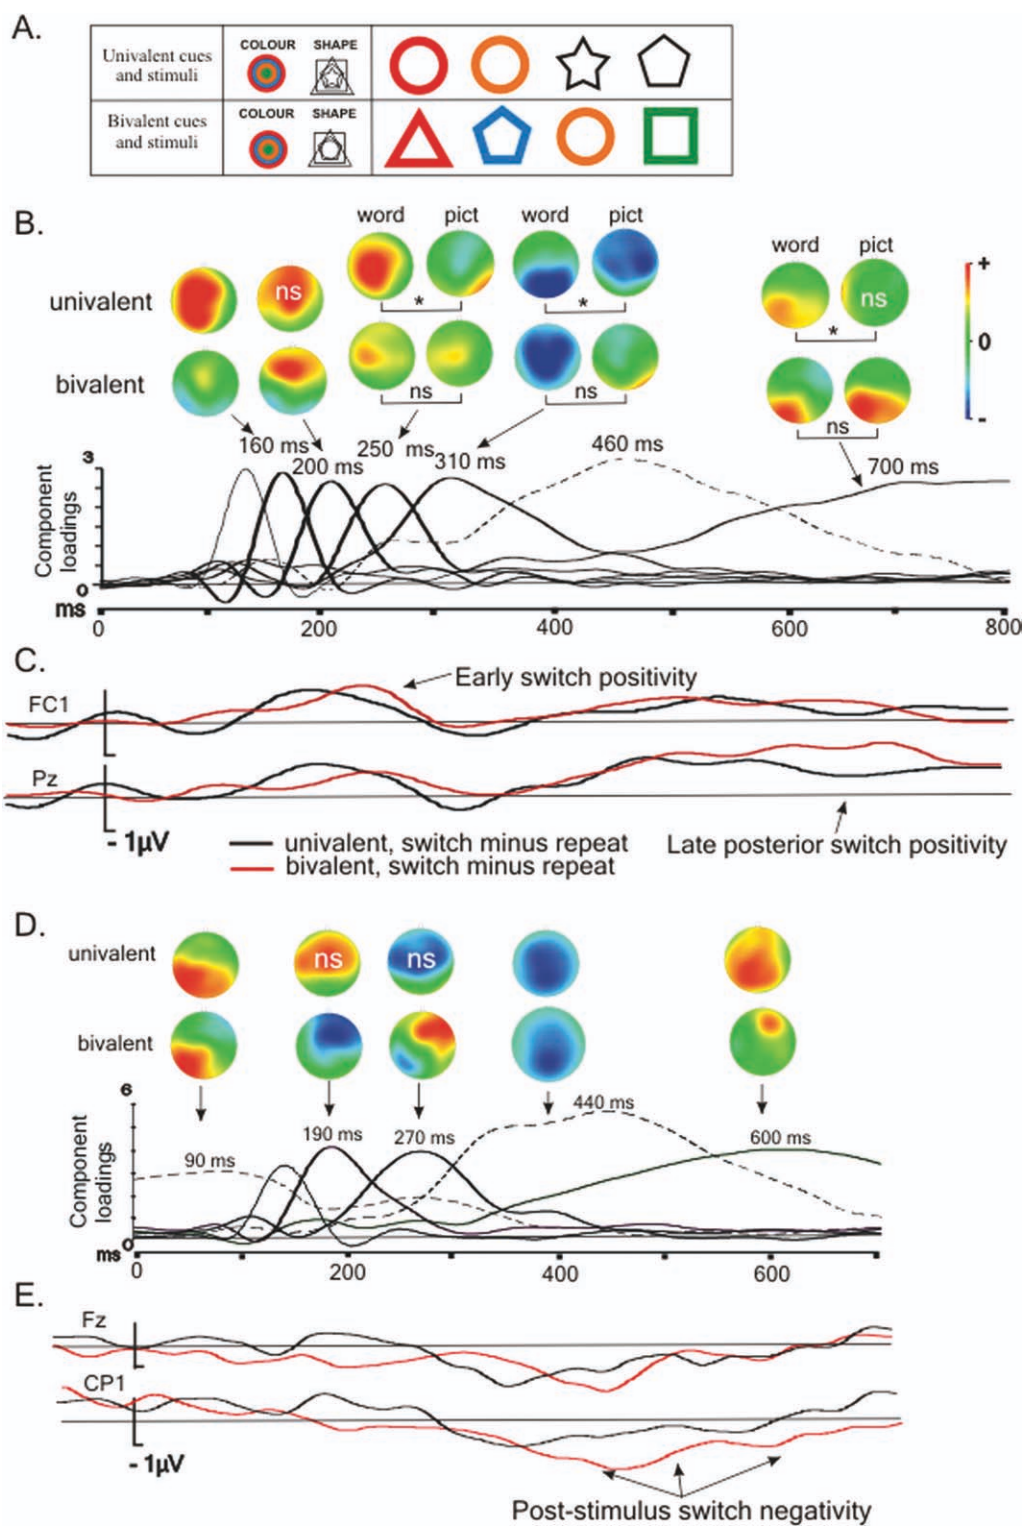 A.
Univalent cues
and stimuli
COLOUR SHAPE
Bivalent cues
and stimuli
COLOUR SHAPE
B.
word pict word pict
word pict
univalent
ns
*
*
ns
*
+
0
-
bivalent
ns
ns
ns
160 ms
200 ms
250 ms
310 ms
460 ms
700 ms
3
Component
loadings
0
ms
0 200 400 600 800
C.
Early switch positivity
FC1
Pz
- 1µV
univalent, switch minus repeat
bivalent, switch minus repeat
Late posterior switch positivity
D.
univalent
ns
ns
bivalent
6
Component
loadings
90 ms
190 ms
270 ms
440 ms
600 ms
0
ms
0 200 400 600
E.
Fz
CP1
- 1µV
Post-stimulus switch negativity